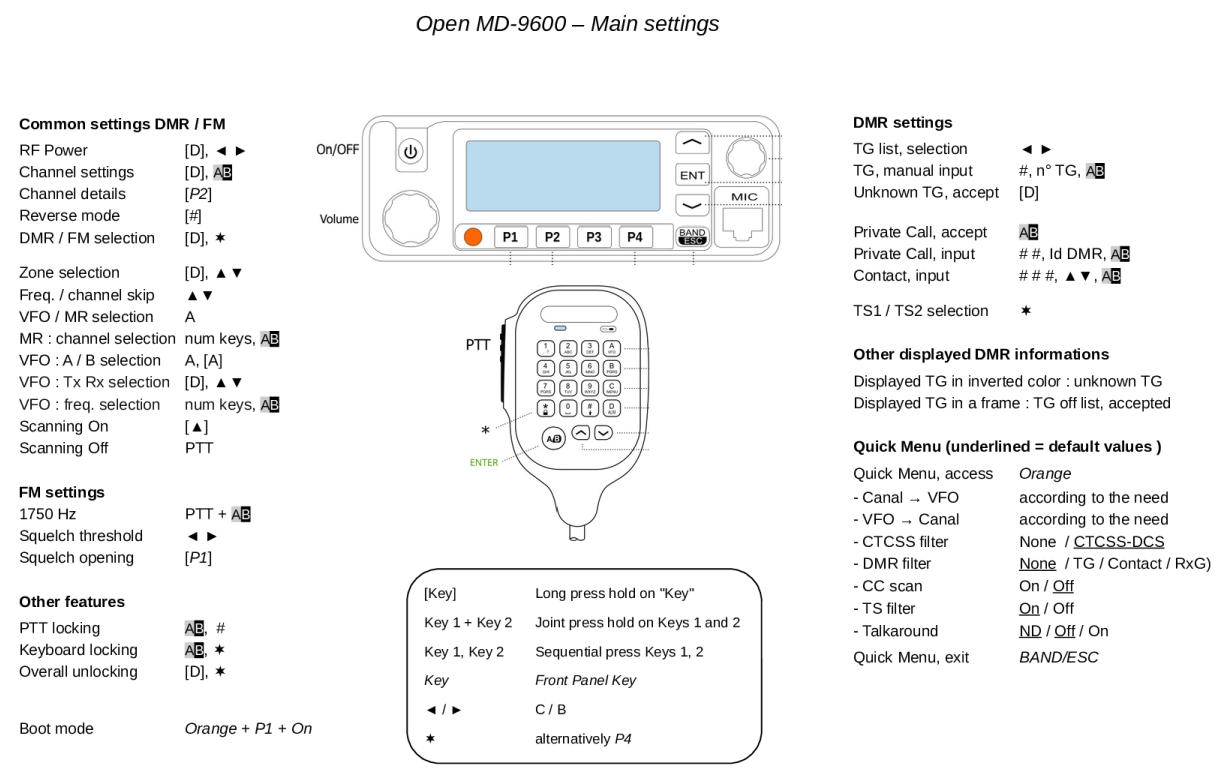 Open MD-9600 – Main settings
Common settings DMR / FM
RF Power [D], ◄ ►
Channel settings [D], AB
Channel details [P2]
Reverse mode [#]
DMR / FM selection [D], ✶
Zone selection [D], ▲▼
Freq. / channel skip ▲▼
VFO / MR selection A
MR : channel selection num keys, AB
VFO : A / B selection A, [A]
VFO : Tx Rx selection [D], ▲▼
VFO : freq. selection num keys, AB
Scanning On [▲]
Scanning Off PTT
FM settings
1750 Hz PTT + AB
Squelch threshold ◄ ►
Squelch opening [P1]
Other features
PTT locking AB, #
Keyboard locking AB, ✶
Overall unlocking [D], ✶
Boot mode Orange + P1 + On
On/OFF
Volume
ENT
MIC
P1 P2 P3 P4 BAND
ESC
PTT
1 2 ABC 3 DEF A VFO
4 GHI 5 JKL 6 MNO B
7 8 TUV 9 C MENU
* 0 # D
A/B
*
ENTER
[Key] Long press hold on "Key"
Key 1 + Key 2 Joint press hold on Keys 1 and 2
Key 1, Key 2 Sequential press Keys 1, 2
Key Front Panel Key
◄ / ► C / B
✶ alternatively P4
DMR settings
TG list, selection ◄ ►
TG, manual input #, n° TG, AB
Unknown TG, accept [D]
Private Call, accept AB
Private Call, input # #, Id DMR, AB
Contact, input # # #, ▲▼, AB
TS1 / TS2 selection ✶
Other displayed DMR informations
Displayed TG in inverted color : unknown TG
Displayed TG in a frame : TG off list, accepted
Quick Menu (underlined = default values )
Quick Menu, access Orange
- Canal → VFO according to the need
- VFO → Canal according to the need
- CTCSS filter None / CTCSS-DCS
- DMR filter None / TG / Contact / RxG)
- CC scan On / Off
- TS filter On / Off
- Talkaround ND / Off / On
Quick Menu, exit BAND/ESC